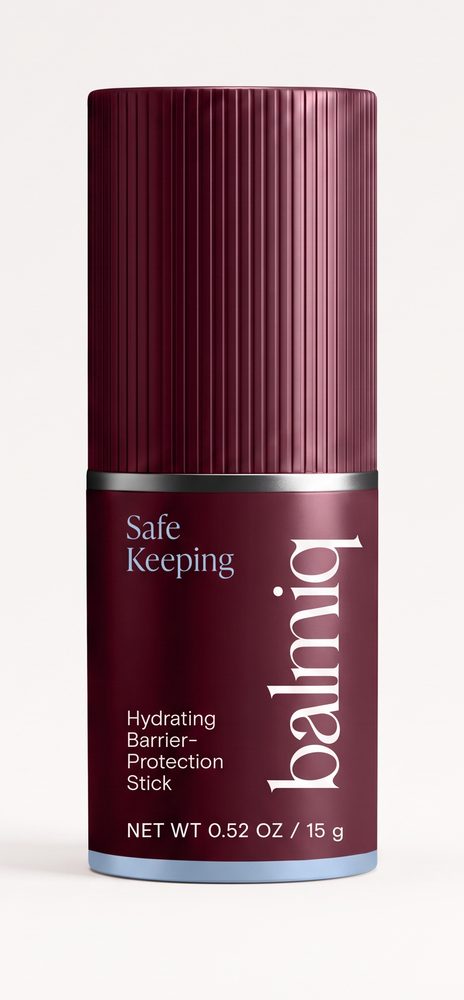 Safe
Keeping
balmiq
Hydrating
Barrier–
Protection
Stick
NET WT 0.52 OZ / 15 g